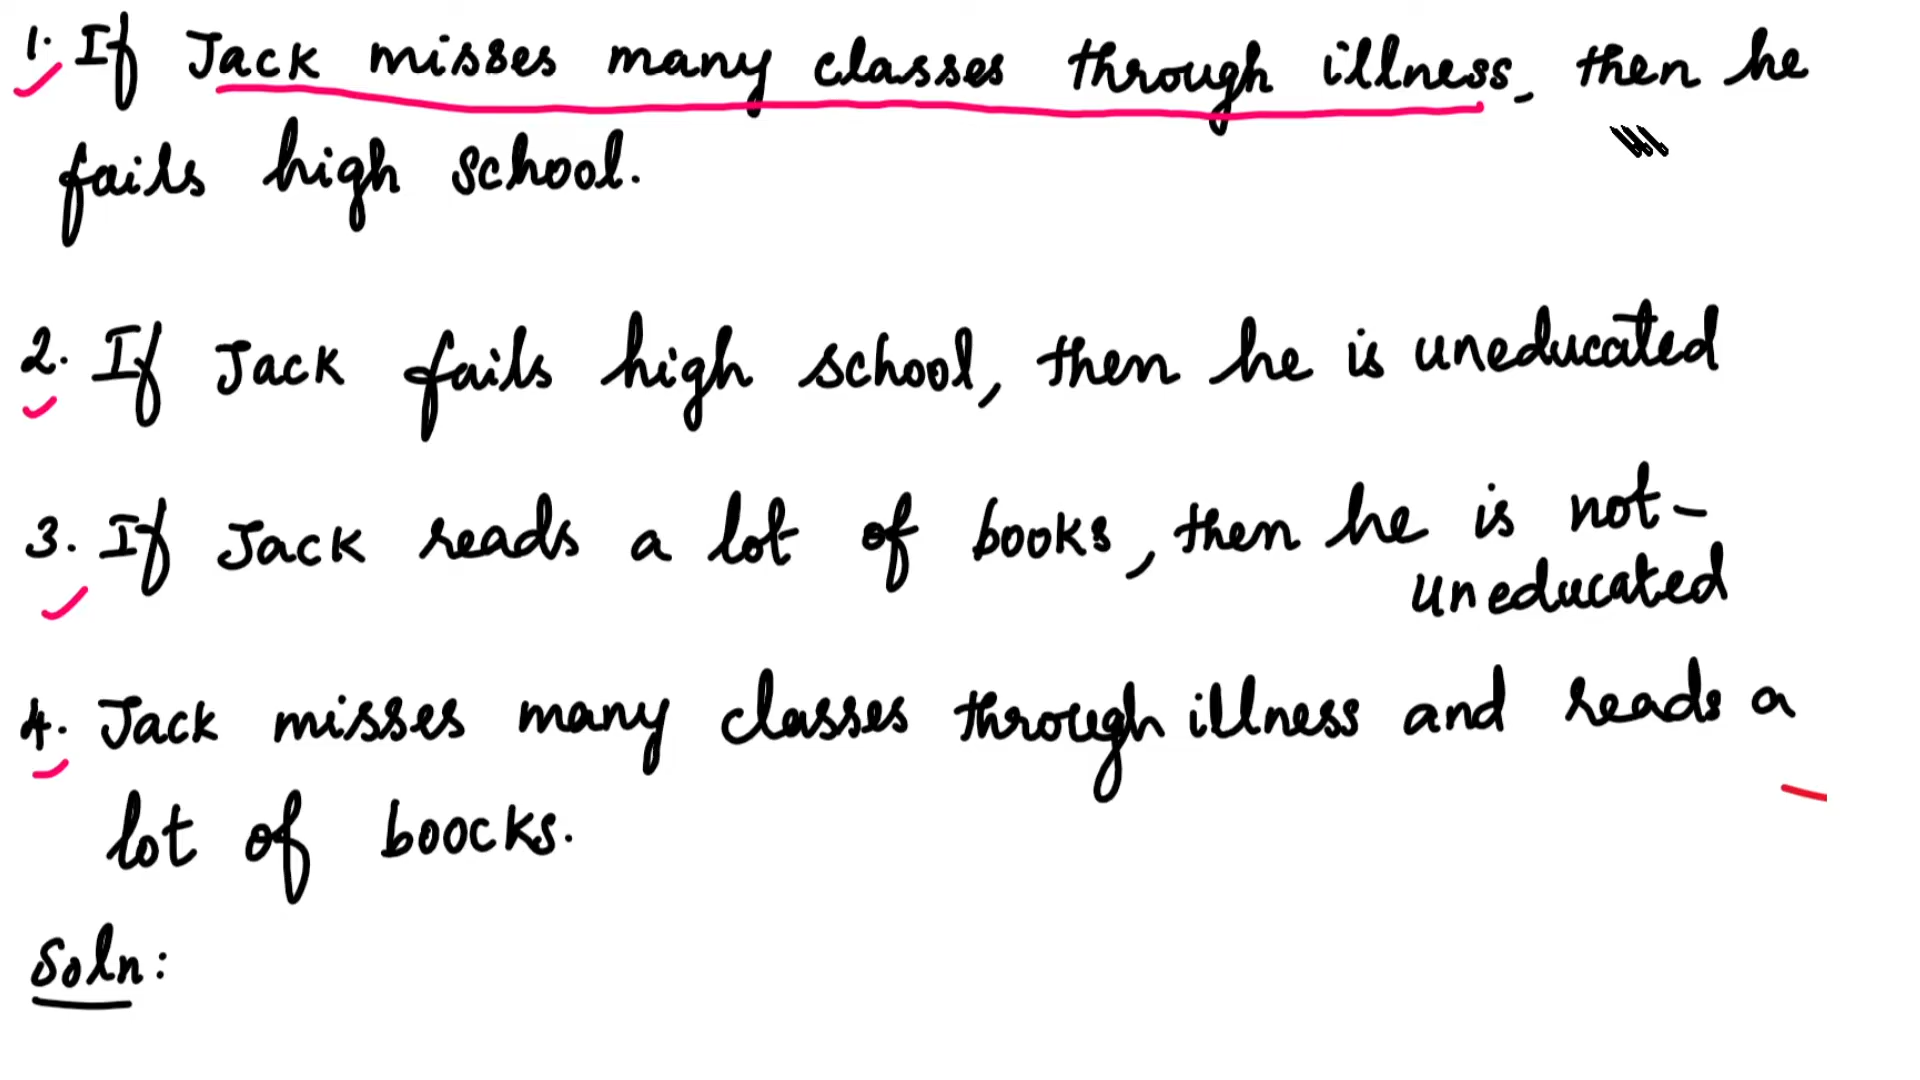 1. If Jack misses many classes through illness, then he
fails high school.
2. If Jack fails high school, then he is uneducated
3. If Jack reads a lot of books, then he is not-
uneducated
4. Jack misses many classes through illness and reads a
lot of boocks.
Soln: